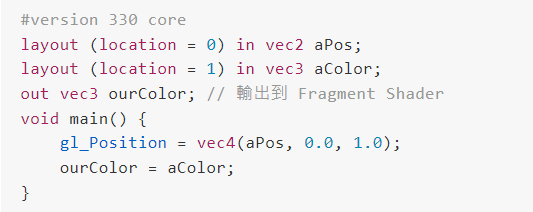 #version 330 core
layout (location = 0) in vec2 aPos;
layout (location = 1) in vec3 aColor;
out vec3 ourColor; // 輸出到 Fragment Shader
void main() {
    gl_Position = vec4(aPos, 0.0, 1.0);
    ourColor = aColor;
}